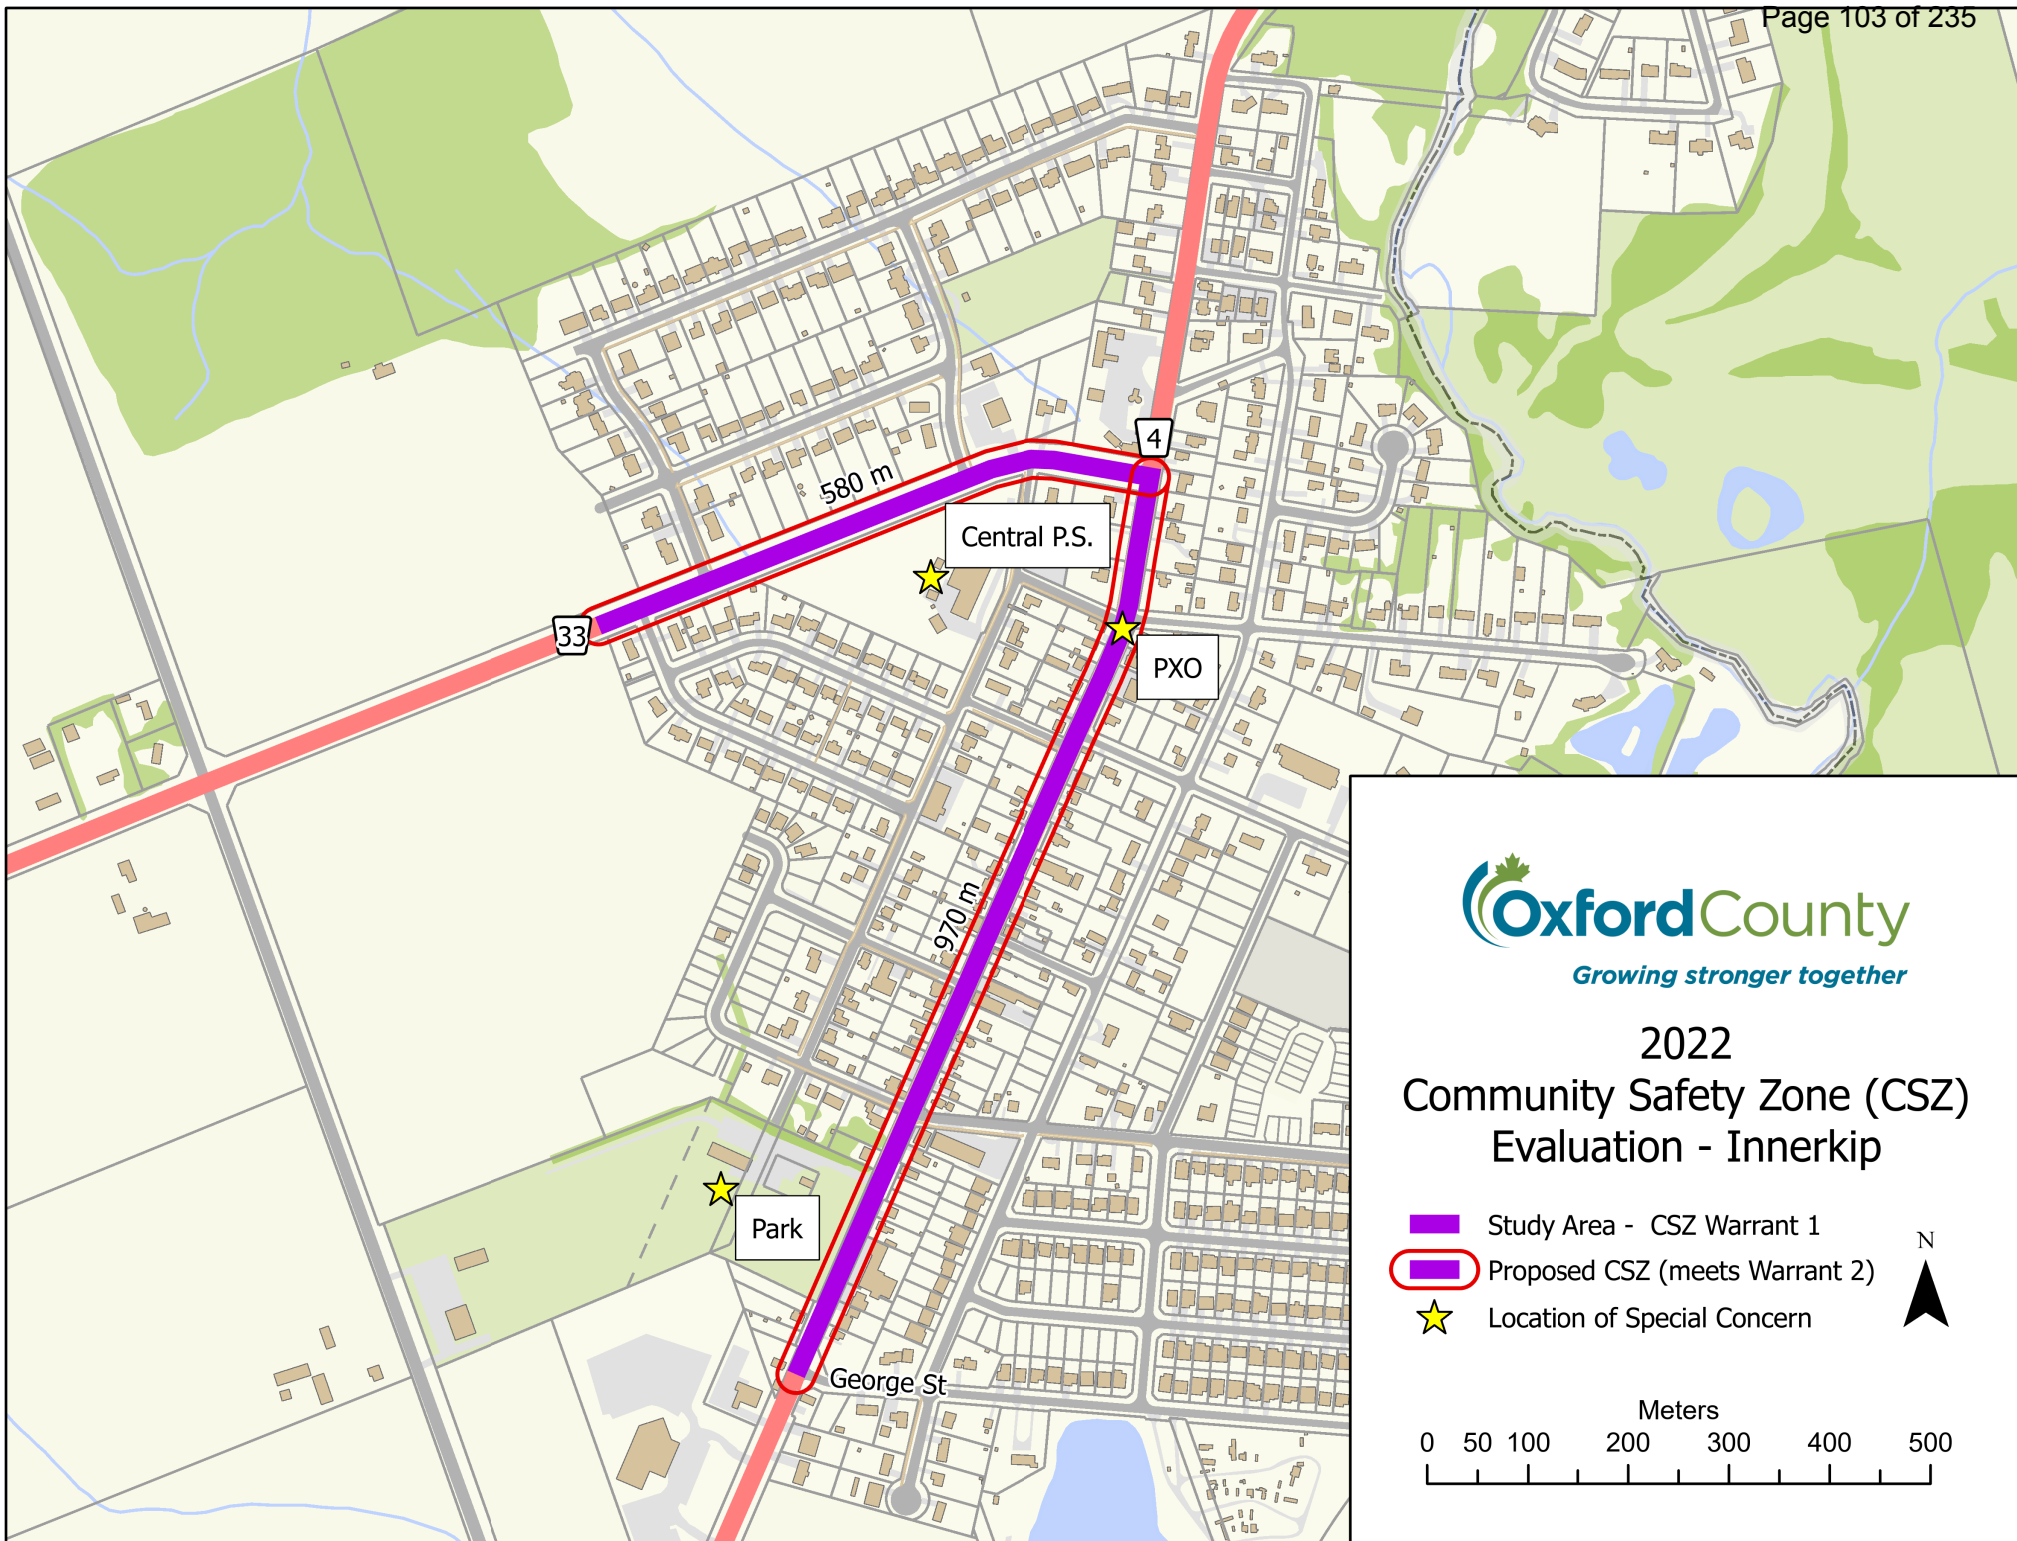 Page 103 of 235
4
580 m
Central P.S.
33
PXO
970 m
Park
George St
OxfordCounty
Growing stronger together
2022
Community Safety Zone (CSZ)
Evaluation - Innerkip
Study Area - CSZ Warrant 1
Proposed CSZ (meets Warrant 2)
Location of Special Concern
N
Meters
0 50 100 200 300 400 500